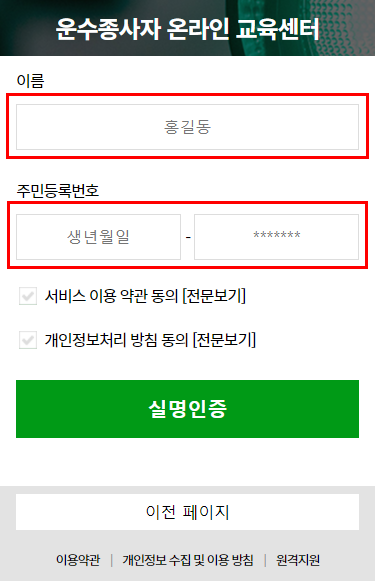 운수종사자 온라인 교육센터
이름
홍길동
주민등록번호
생년월일 - *******
서비스 이용 약관 동의 [전문보기]
개인정보처리 방침 동의 [전문보기]
실명인증
이전 페이지
이용약관 | 개인정보 수집 및 이용 방침 | 원격지원